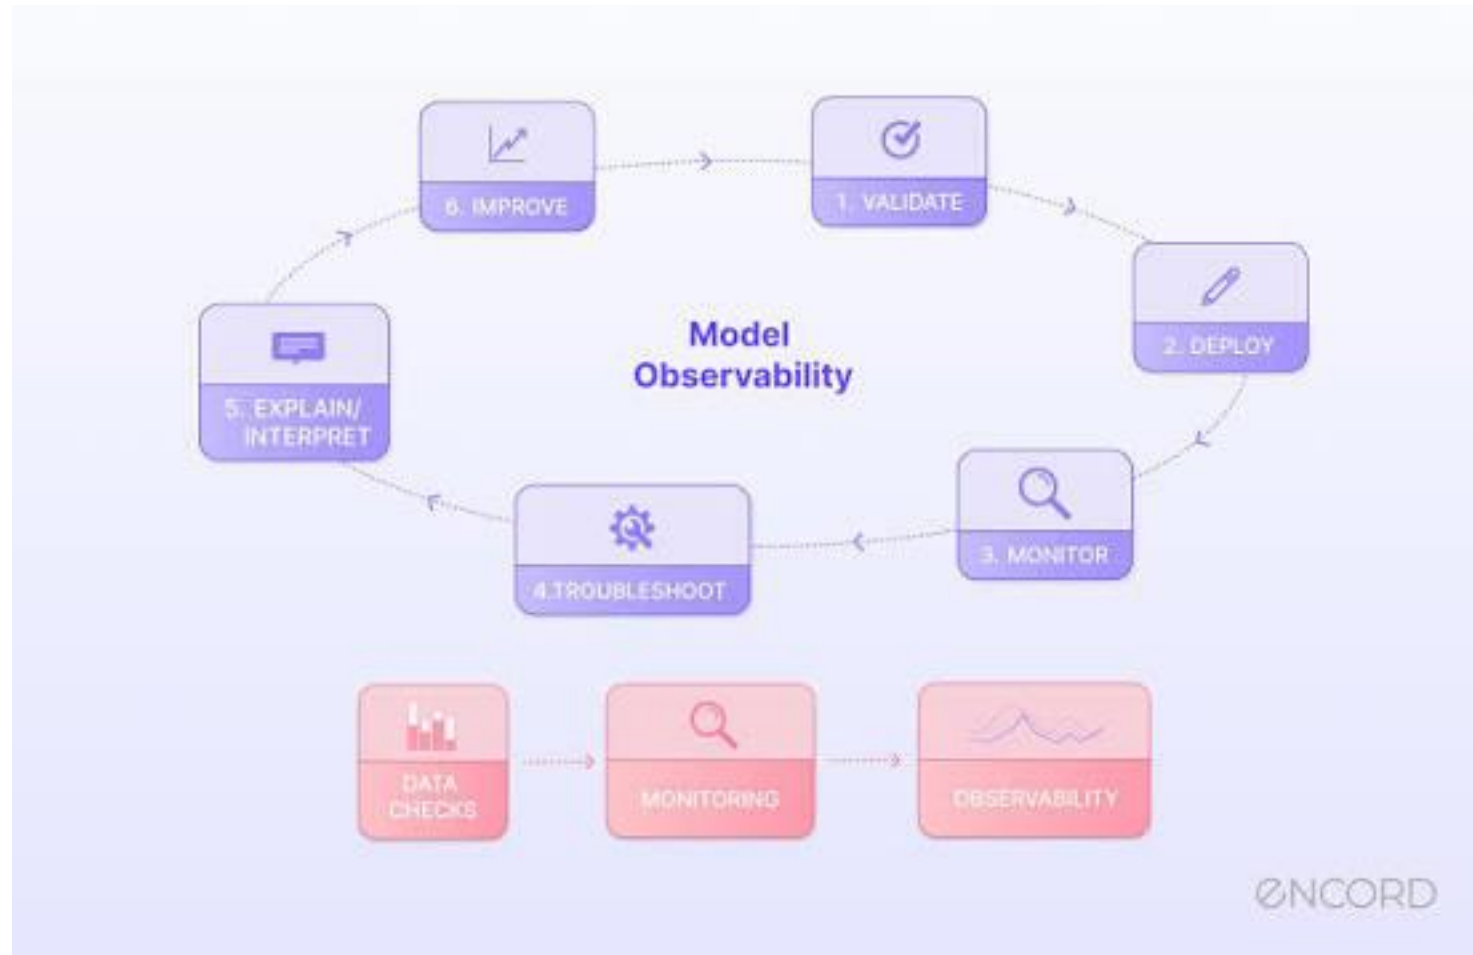 6. IMPROVE
1. VALIDATE
2. DEPLOY
Model
Observability
5. EXPLAIN/
INTERPRET
3. MONITOR
4.TROUBLESHOOT
DATA
CHECKS
MONITORING
OBSERVABILITY
ENCORD